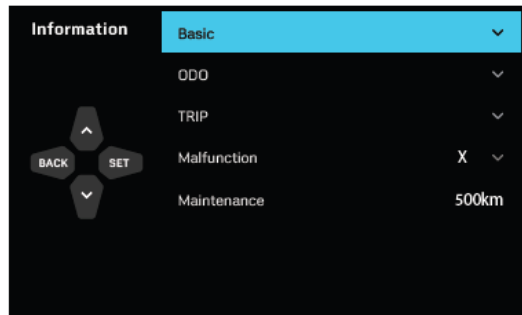 Information
Basic
ODO
TRIP
BACK SET
Malfunction X
Maintenance 500km